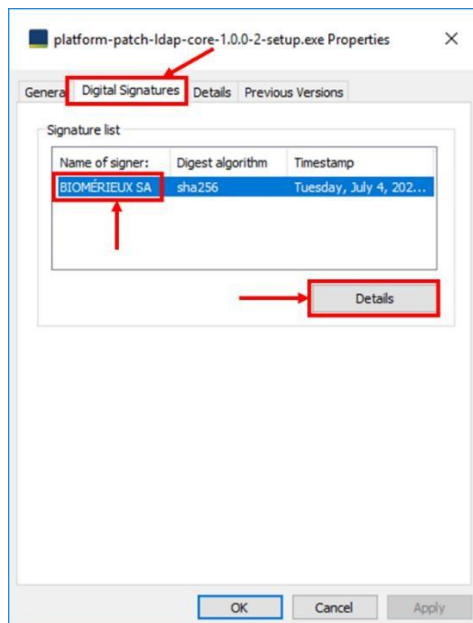 platform-patch-ldap-core-1.0.0-2-setup.exe Properties
General Digital Signatures Details Previous Versions
Signature list
Name of signer: Digest algorithm Timestamp
BIOMÉRIEUX SA sha256 Tuesday, July 4, 202...
Details
OK Cancel Apply